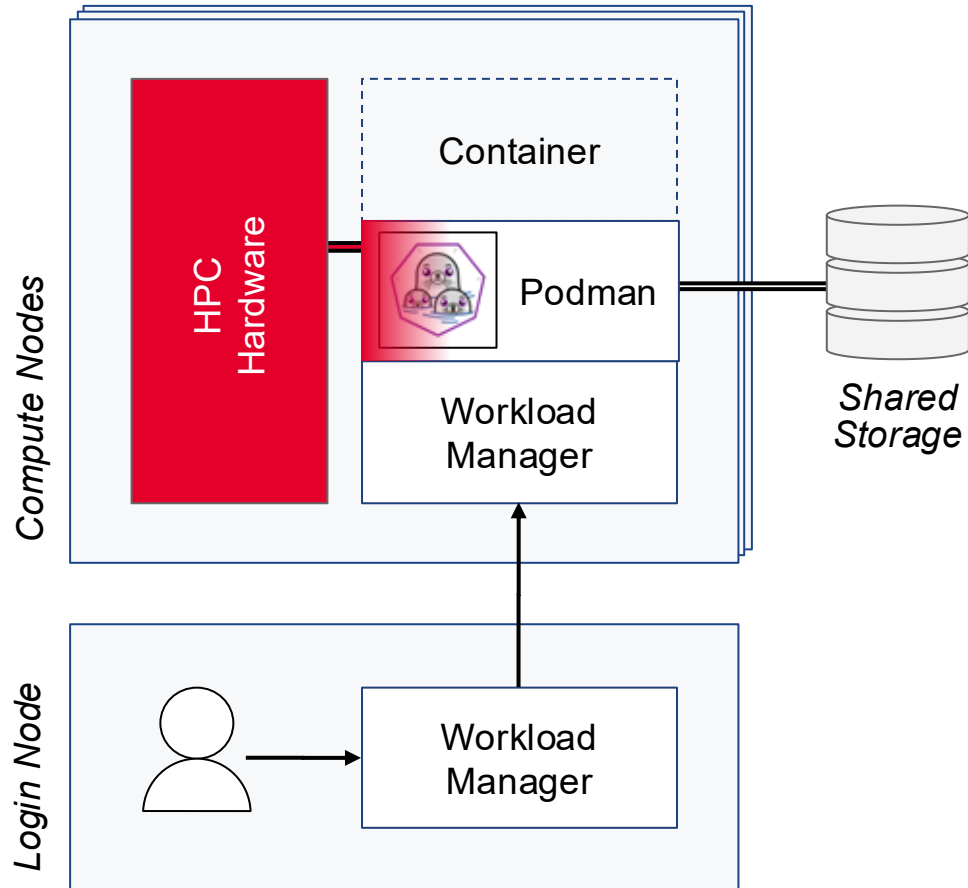 Compute Nodes
HPC
Hardware
Container
Podman
Workload
Manager
Shared
Storage
Login Node
Workload
Manager